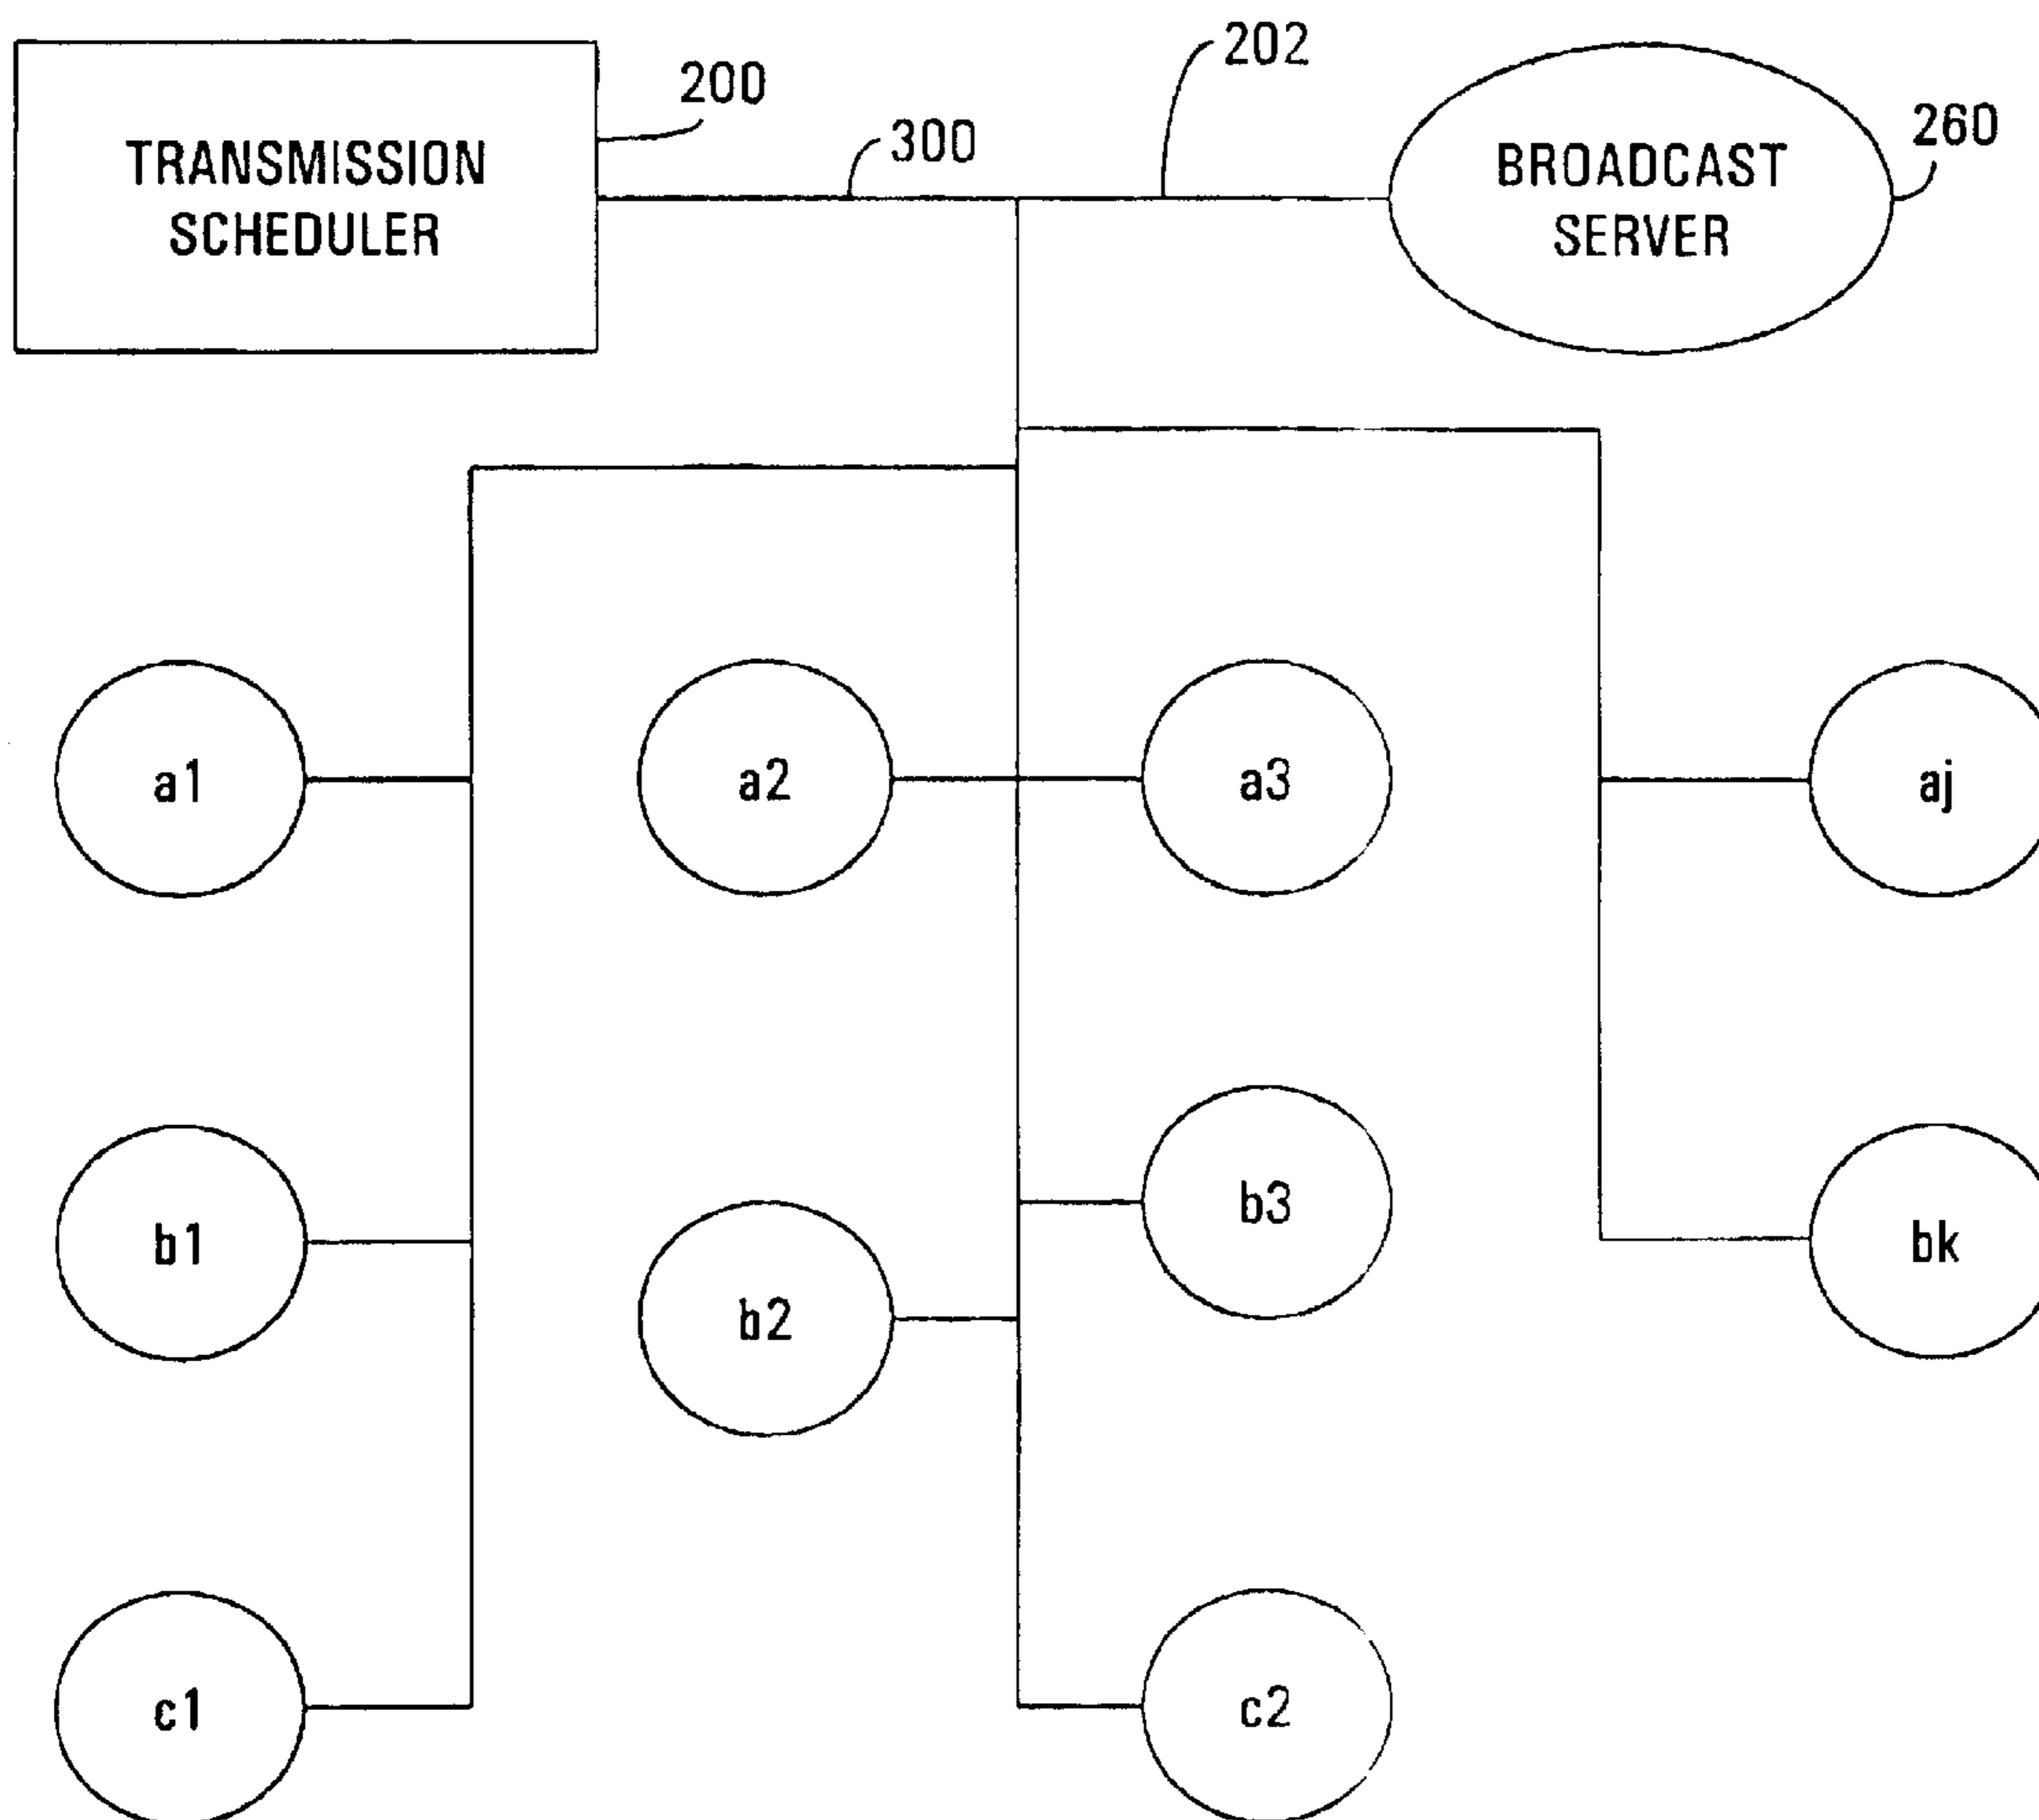 202
200
260
300
TRANSMISSION
SCHEDULER
BROADCAST
SERVER
a1
a2
a3
aj
b1
b2
b3
bk
c1
c2